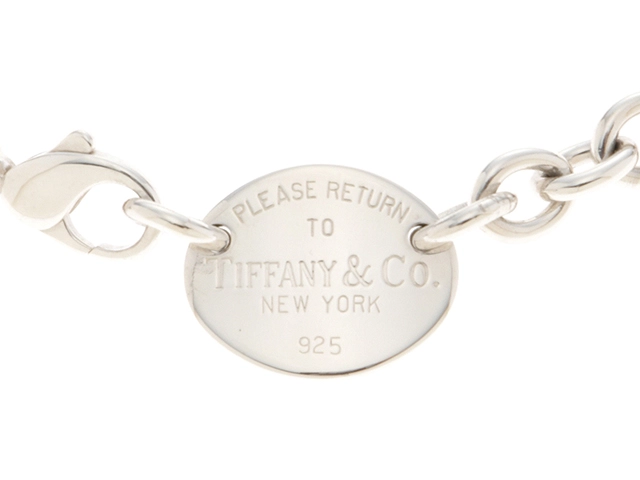 PLEASE RETURN
TO
TIFFANY & CO.
NEW YORK
925